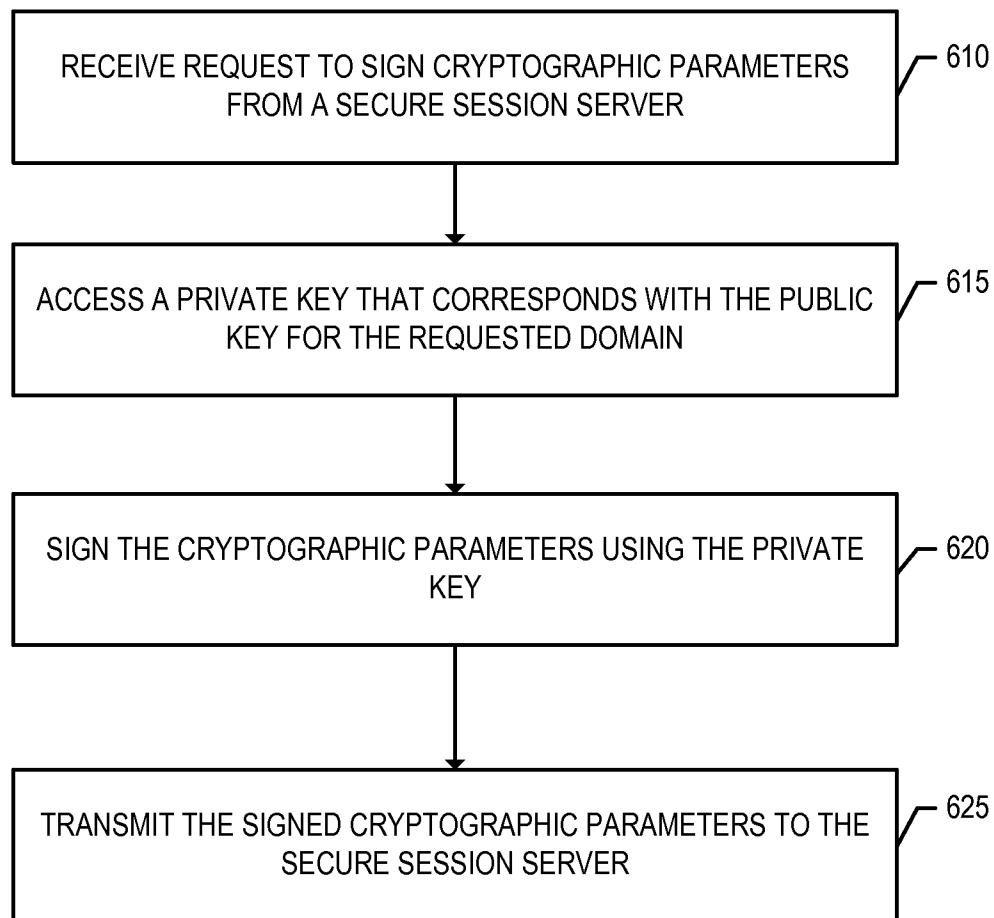 RECEIVE REQUEST TO SIGN CRYPTOGRAPHIC PARAMETERS
FROM A SECURE SESSION SERVER
610
ACCESS A PRIVATE KEY THAT CORRESPONDS WITH THE PUBLIC
KEY FOR THE REQUESTED DOMAIN
615
SIGN THE CRYPTOGRAPHIC PARAMETERS USING THE PRIVATE
KEY
620
TRANSMIT THE SIGNED CRYPTOGRAPHIC PARAMETERS TO THE
SECURE SESSION SERVER
625